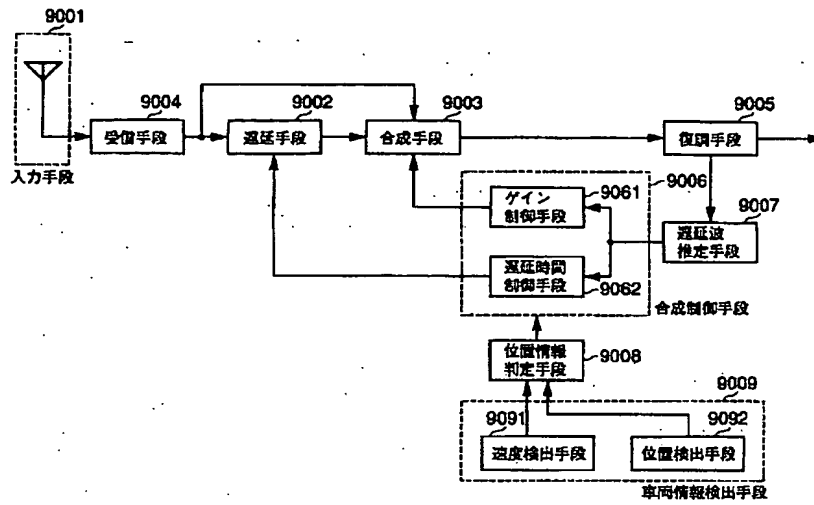 9001
9004
9002
9003
9005
受信手段
遅延手段
合成手段
復調手段
入力手段
9006
9061
ゲイン
制御手段
9007
遅延波
推定手段
遅延時間
制御手段
9062
合成制御手段
位置情報
判定手段
9008
9009
9091
9092
速度検出手段
位置検出手段
車両情報検出手段